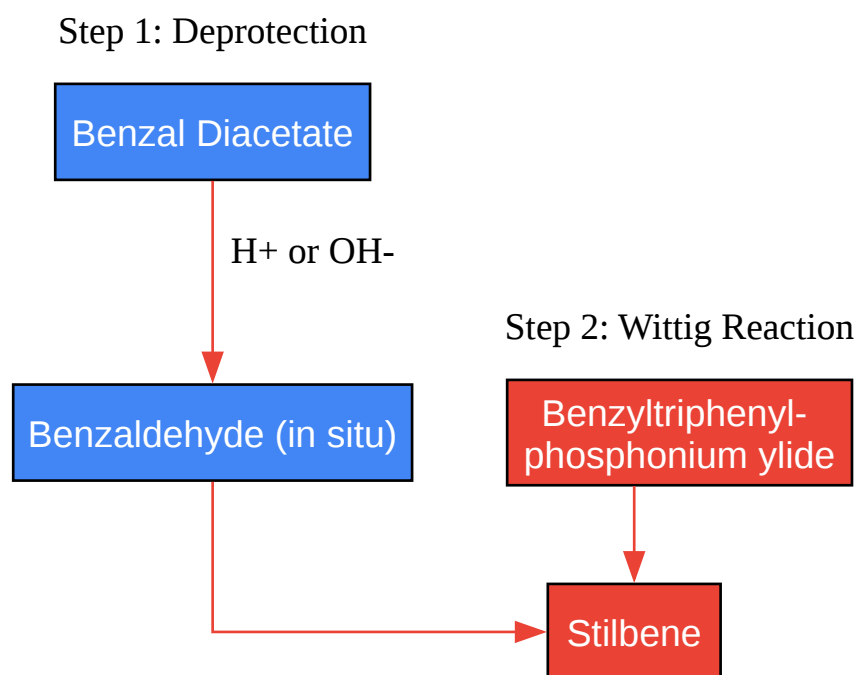 Step 1: Deprotection
Benzal Diacetate
H+ or OH-
Benzaldehyde (in situ)
Step 2: Wittig Reaction
Benzyltriphenyl-
phosphonium ylide
Stilbene